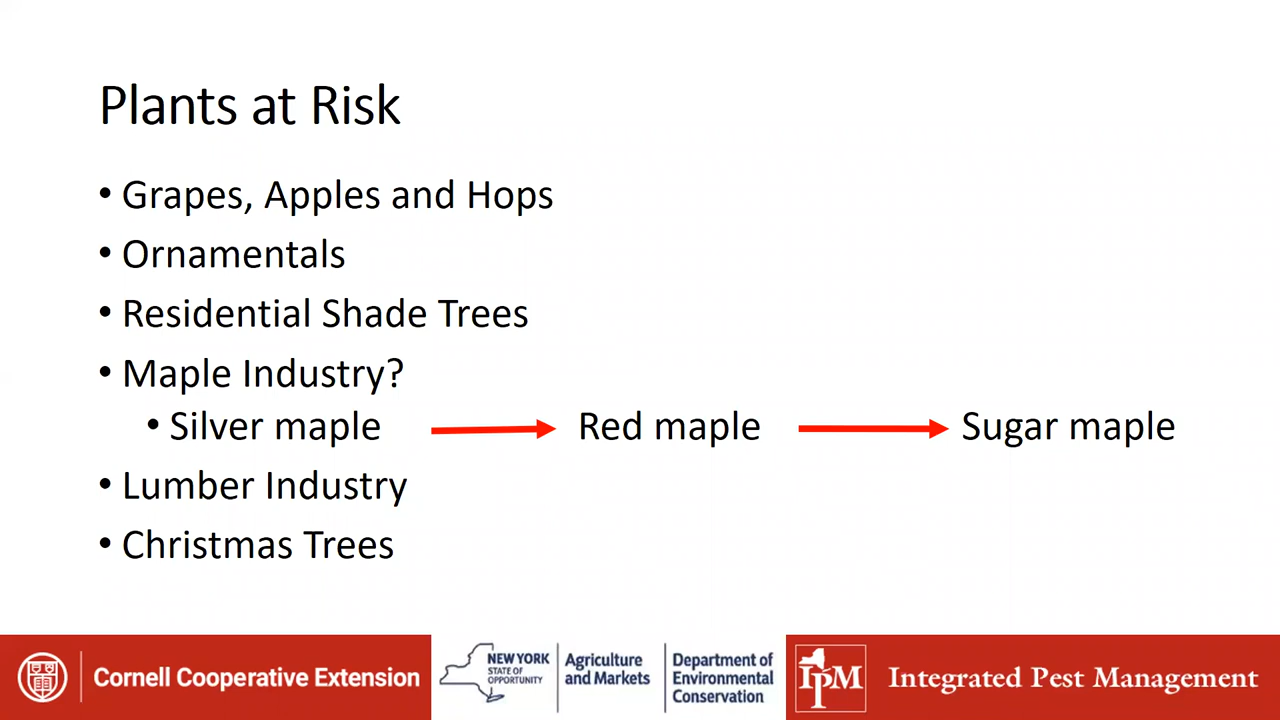 Plants at Risk
• Grapes, Apples and Hops
• Ornamentals
• Residential Shade Trees
• Maple Industry?
• Silver maple Red maple Sugar maple
• Lumber Industry
• Christmas Trees
Cornell Cooperative Extension
NEW YORK
STATE OF
OPPORTUNITY
Agriculture
and Markets
Department of
Environmental
Conservation
IPM
Integrated Pest Management